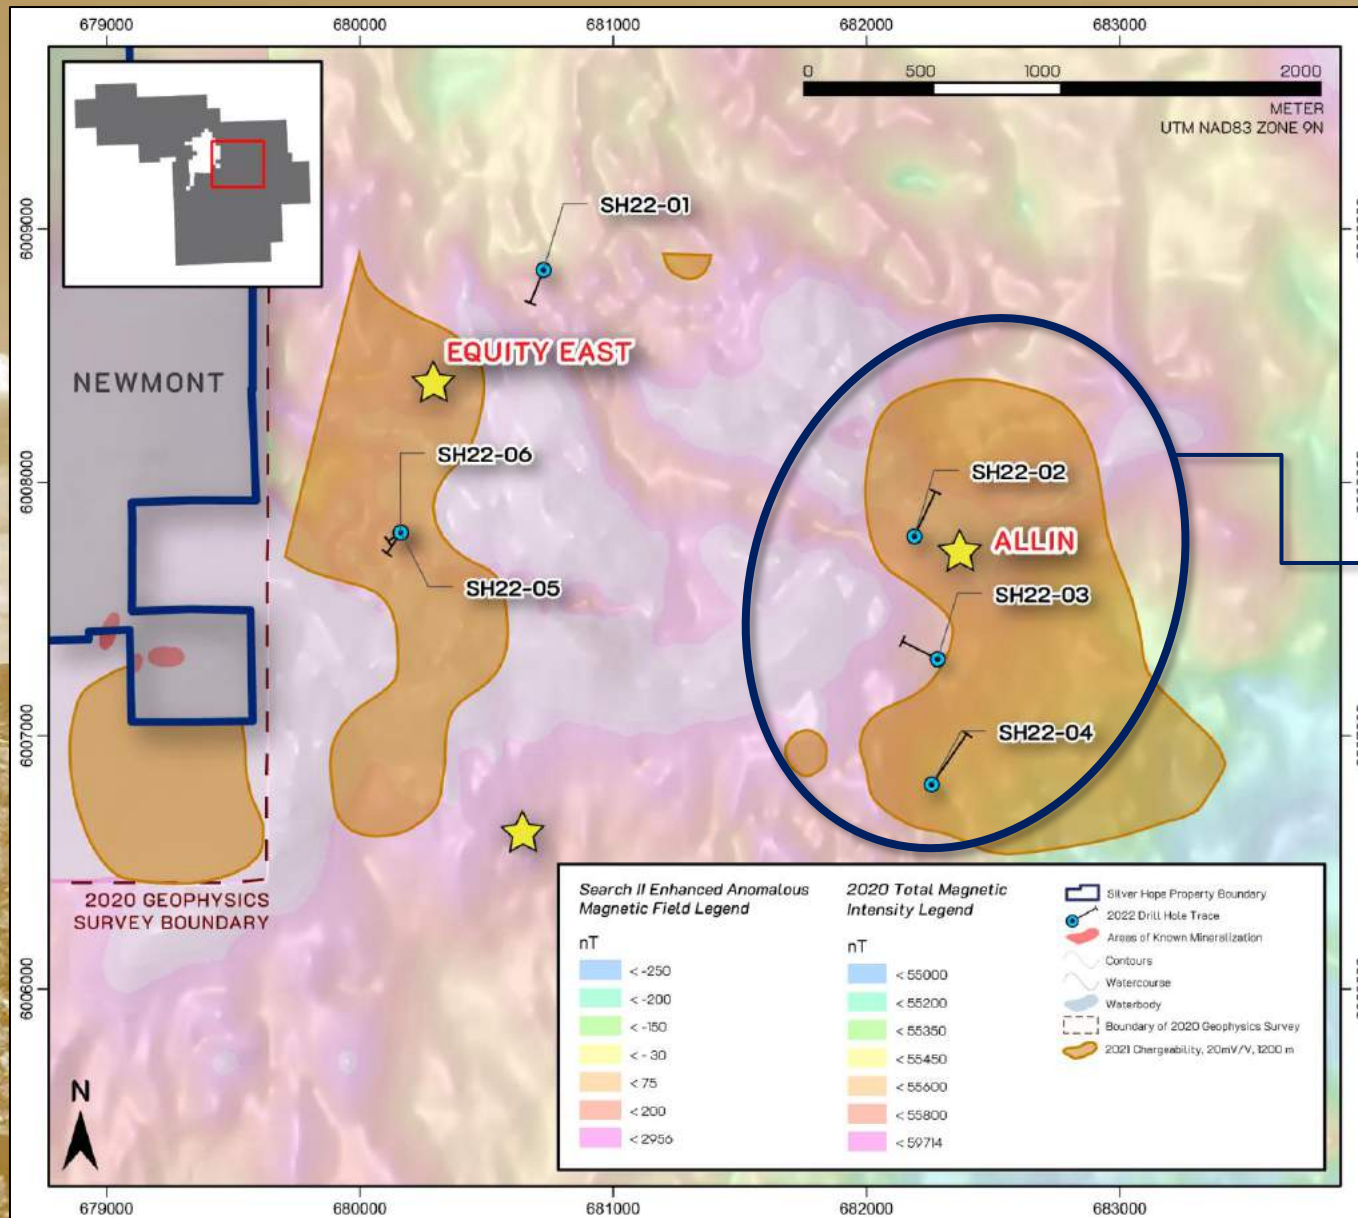 679000 680000 681000 682000 683000
0 500 1000 2000
METER
UTM NAD83 ZONE 9N
6009000
SH22-01
EQUITY EAST
NEWMONT
SH22-06
SH22-02
6008000
ALLIN
SH22-05
SH22-03
6007000
SH22-04
2020 GEOPHYSICS
SURVEY BOUNDARY
6006000
Search II Enhanced Anomalous
Magnetic Field Legend
nT
< -250
< -200
< -150
< - 30
< 75
< 200
< 2956
2020 Total Magnetic
Intensity Legend
nT
< 55000
< 55200
< 55350
< 55450
< 55600
< 55800
< 59714
Silver Hope Property Boundary
2022 Drill Hole Trace
Areas of Known Mineralization
Contours
Watercourse
Waterbody
Boundary of 2020 Geophysics Survey
2021 Chargeability, 20mV/V, 1200 m
N
679000 680000 681000 682000 683000